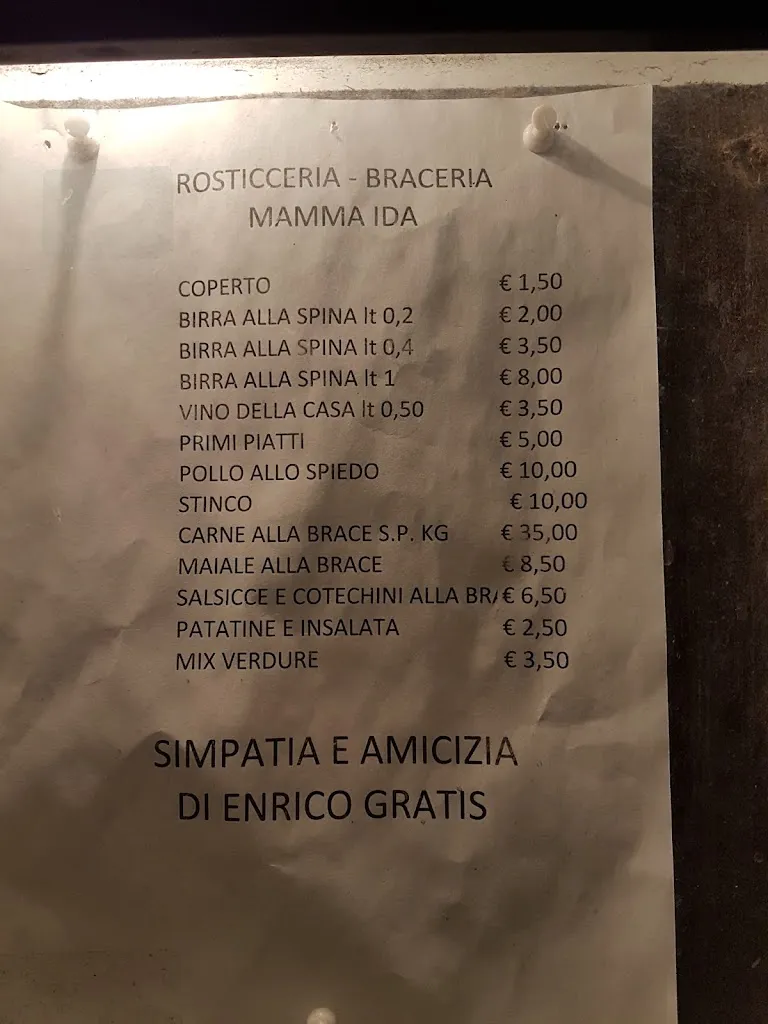 ROSTICCERIA - BRACERIA
MAMMA IDA
COPERTO € 1,50
BIRRA ALLA SPINA lt 0,2 € 2,00
BIRRA ALLA SPINA lt 0,4 € 3,50
BIRRA ALLA SPINA lt 1 € 8,00
VINO DELLA CASA lt 0,50 € 3,50
PRIMI PIATTI € 5,00
POLLO ALLO SPIEDO € 10,00
STINCO € 10,00
CARNE ALLA BRACE S.P. KG € 35,00
MAIALE ALLA BRACE € 8,50
SALSICCE E COTECHINI ALLA BRA € 6,50
PATATINE E INSALATA € 2,50
MIX VERDURE € 3,50
SIMPATIA E AMICIZIA
DI ENRICO GRATIS